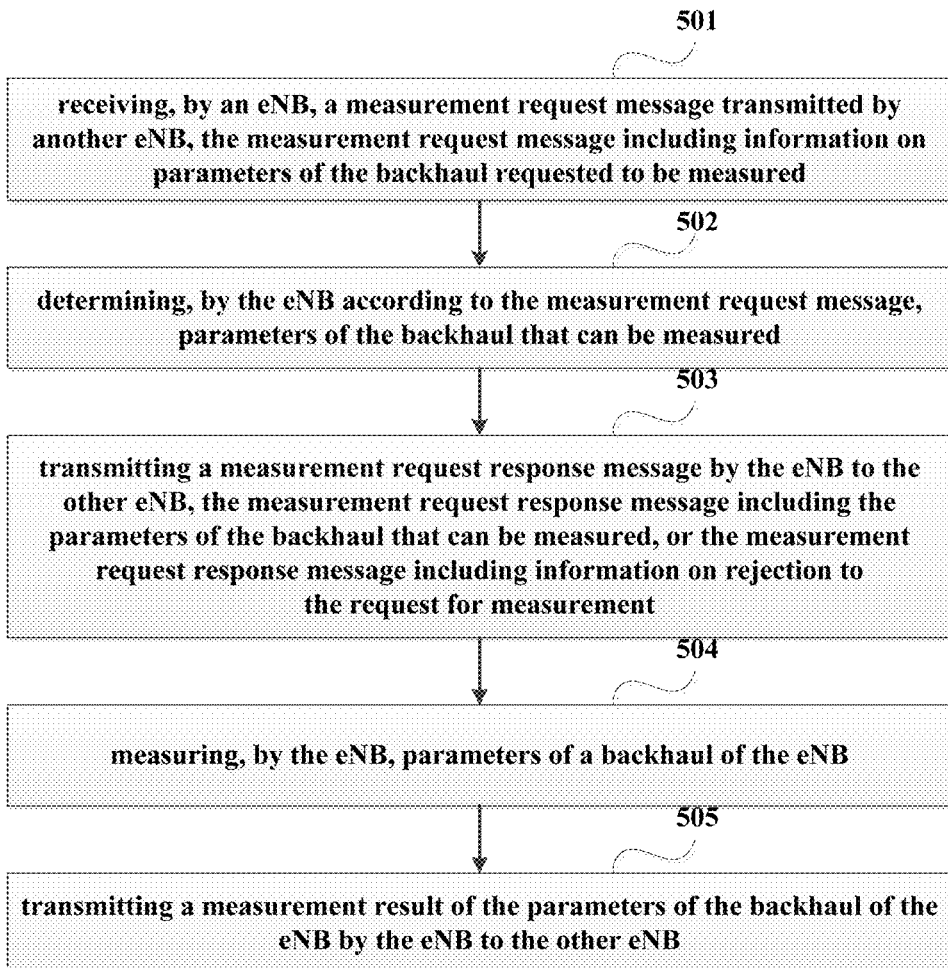 501
receiving, by an eNB, a measurement request message transmitted by
another eNB, the measurement request message including information on
parameters of the backhaul requested to be measured
502
determining, by the eNB according to the measurement request message,
parameters of the backhaul that can be measured
503
transmitting a measurement request response message by the eNB to the
other eNB, the measurement request response message including the
parameters of the backhaul that can be measured, or the measurement
request response message including information on rejection to
the request for measurement
504
measuring, by the eNB, parameters of a backhaul of the eNB
505
transmitting a measurement result of the parameters of the backhaul of the
eNB by the eNB to the other eNB